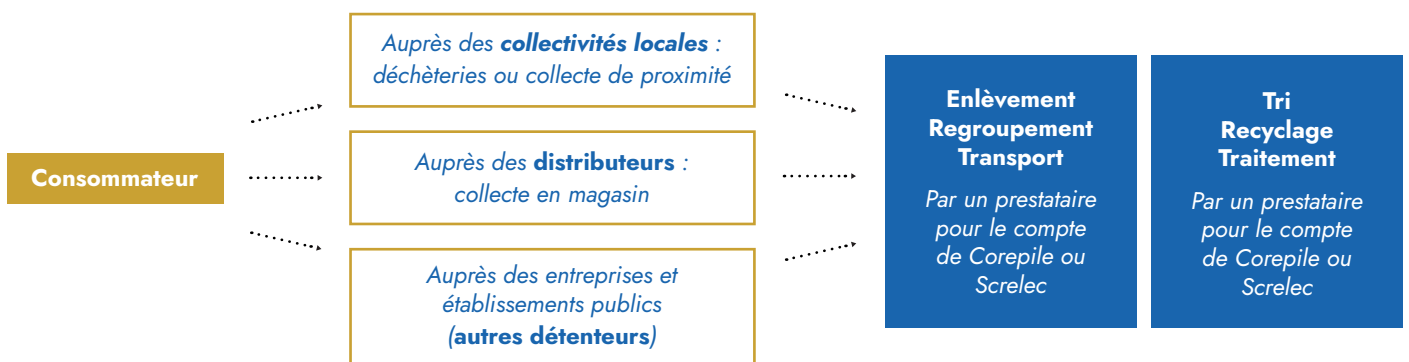 Consommateur
Auprès des collectivités locales :
déchèteries ou collecte de proximité
Auprès des distributeurs :
collecte en magasin
Auprès des entreprises et
établissements publics
(autres détenteurs)
Enlèvement
Regroupement
Transport
Par un prestataire
pour le compte
de Corepile ou
Screlec
Tri
Recyclage
Traitement
Par un prestataire
pour le compte
de Corepile ou
Screlec